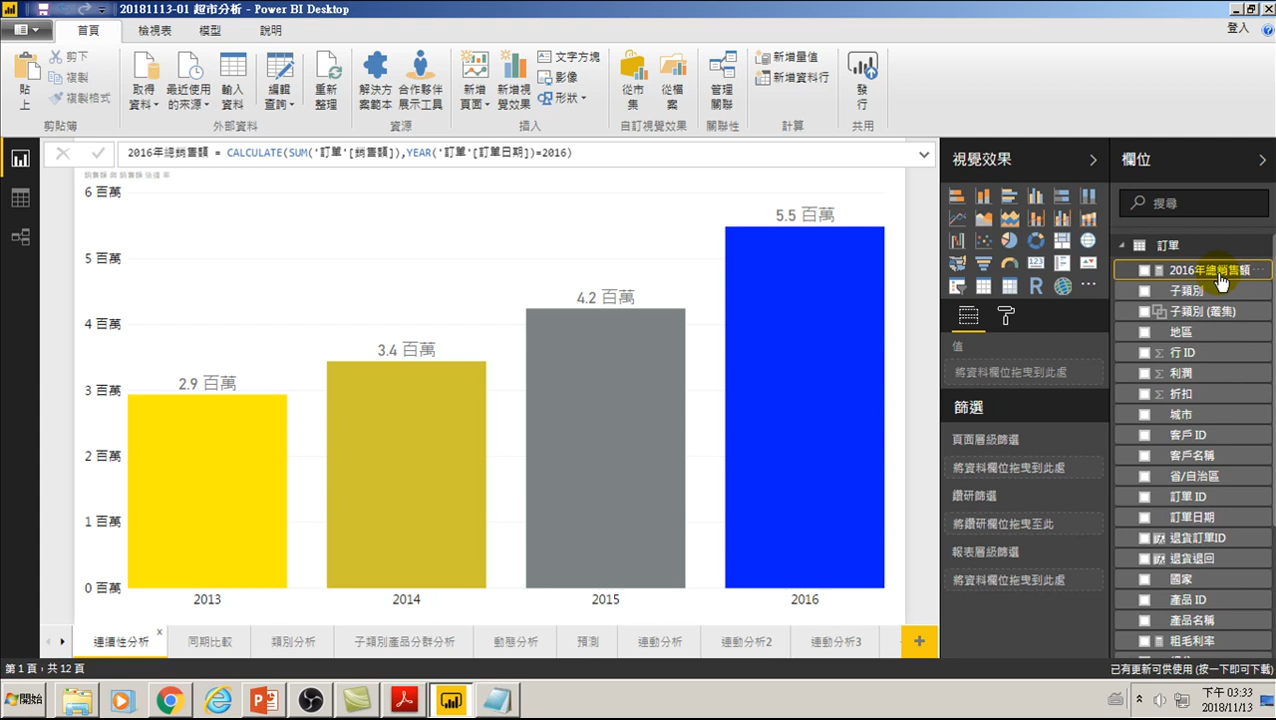 20181113-01 超市分析 - Power BI Desktop
首頁
檢視表
模型
說明
登入
貼上
剪下
複製
複製格式
取得資料
最近使用的來源
輸入資料
編輯查詢
重新整理
解決方案範本
合作夥伴展示工具
新增頁面
新增視覺效果
文字方塊
影像
形狀
從市集
從檔案
管理關聯
新增量值
新增資料行
發行
剪貼簿
外部資料
資源
插入
自訂視覺效果
關聯性
計算
共用
2016年總銷售額 = CALCULATE(SUM('訂單'[銷售額]),YEAR('訂單'[訂單日期])=2016)
6 百萬
5 百萬
4 百萬
3 百萬
2 百萬
1 百萬
0 百萬
2.9 百萬
3.4 百萬
4.2 百萬
5.5 百萬
2013
2014
2015
2016
視覺效果
R
值
將資料欄位拖曳到此處
篩選
頁面層級篩選
將資料欄位拖曳到此處
鑽研篩選
將鑽研欄位拖曳至此
報表層級篩選
將資料欄位拖曳到此處
欄位
搜尋
訂單
2016年總銷售額
子類別
子類別 (叢集)
地區
行 ID
利潤
折扣
城市
客戶 ID
客戶名稱
省/自治區
訂單 ID
訂單日期
退貨訂單ID
退貨退回
國家
產品 ID
產品名稱
粗毛利率
連續性分析
同期比較
類別分析
子類別產品分群分析
動態分析
預測
連動分析
連動分析2
連動分析3
第 1 頁，共 12 頁
已有更新可供使用 (按一下即可下載)
開始
下午 03:33
2018/11/13